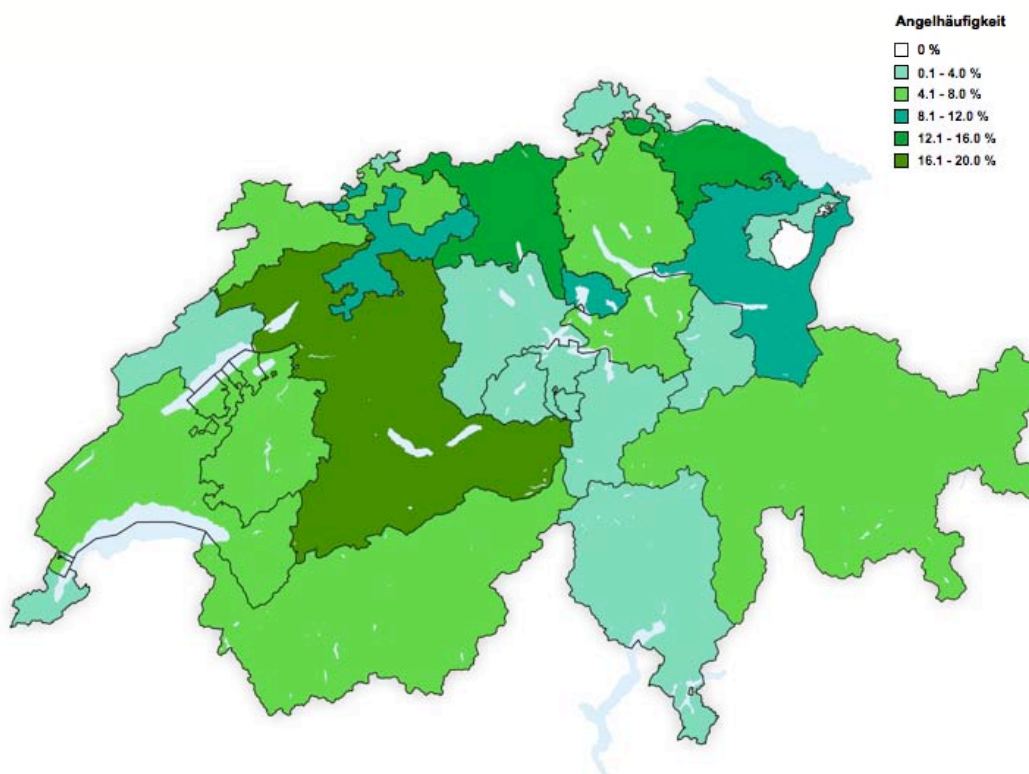 Angelhäufigkeit
0 %
0.1 - 4.0 %
4.1 - 8.0 %
8.1 - 12.0 %
12.1 - 16.0 %
16.1 - 20.0 %